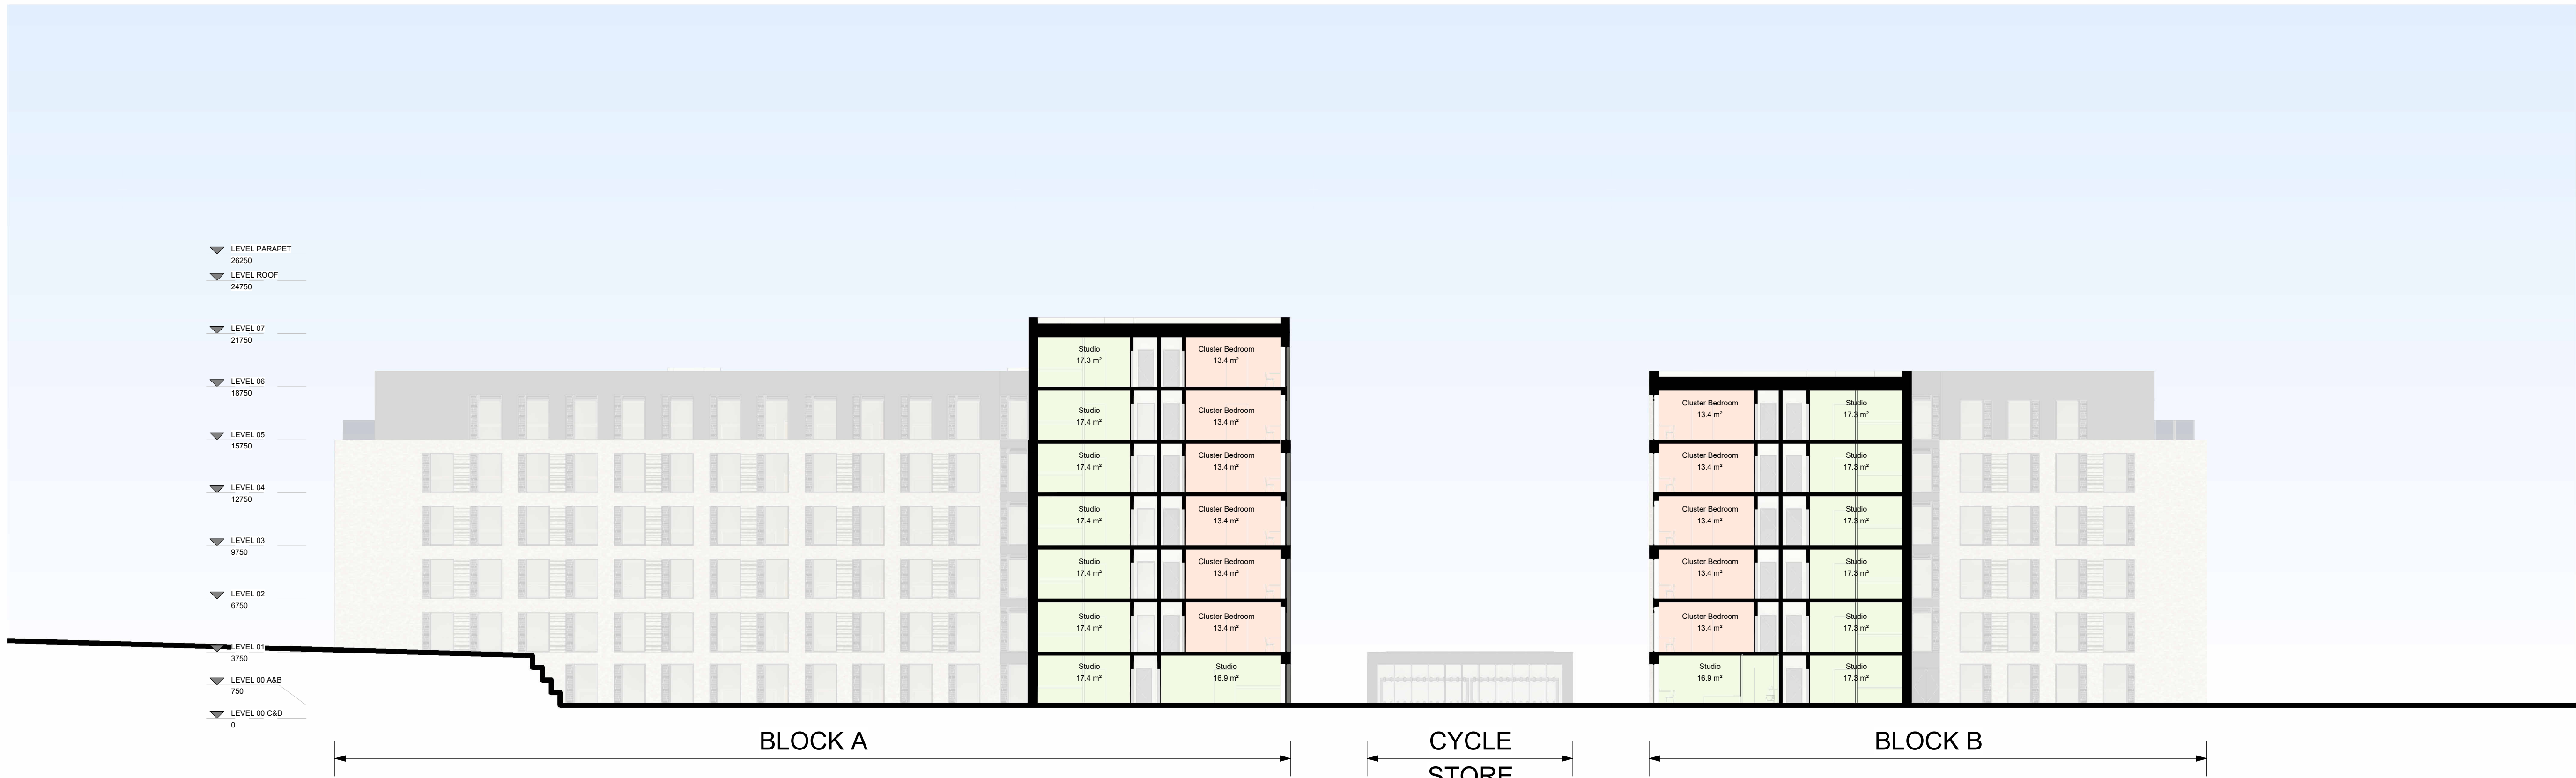 LEVEL PARAPET
26250
LEVEL ROOF
24750
LEVEL 07
21750
LEVEL 06
18750
LEVEL 05
15750
LEVEL 04
12750
LEVEL 03
9750
LEVEL 02
6750
LEVEL 01
3750
LEVEL 00 A&B
750
LEVEL 00 C&D
0
Studio
17.3 m²
Cluster Bedroom
13.4 m²
Studio
17.4 m²
Cluster Bedroom
13.4 m²
Studio
17.4 m²
Cluster Bedroom
13.4 m²
Studio
17.4 m²
Cluster Bedroom
13.4 m²
Studio
17.4 m²
Cluster Bedroom
13.4 m²
Studio
17.4 m²
Cluster Bedroom
13.4 m²
Studio
17.4 m²
Studio
16.9 m²
Cluster Bedroom
13.4 m²
Studio
17.3 m²
Cluster Bedroom
13.4 m²
Studio
17.3 m²
Cluster Bedroom
13.4 m²
Studio
17.3 m²
Cluster Bedroom
13.4 m²
Studio
17.3 m²
Cluster Bedroom
13.4 m²
Studio
17.3 m²
Studio
16.9 m²
Studio
17.3 m²
BLOCK A
CYCLE
STORE
BLOCK B